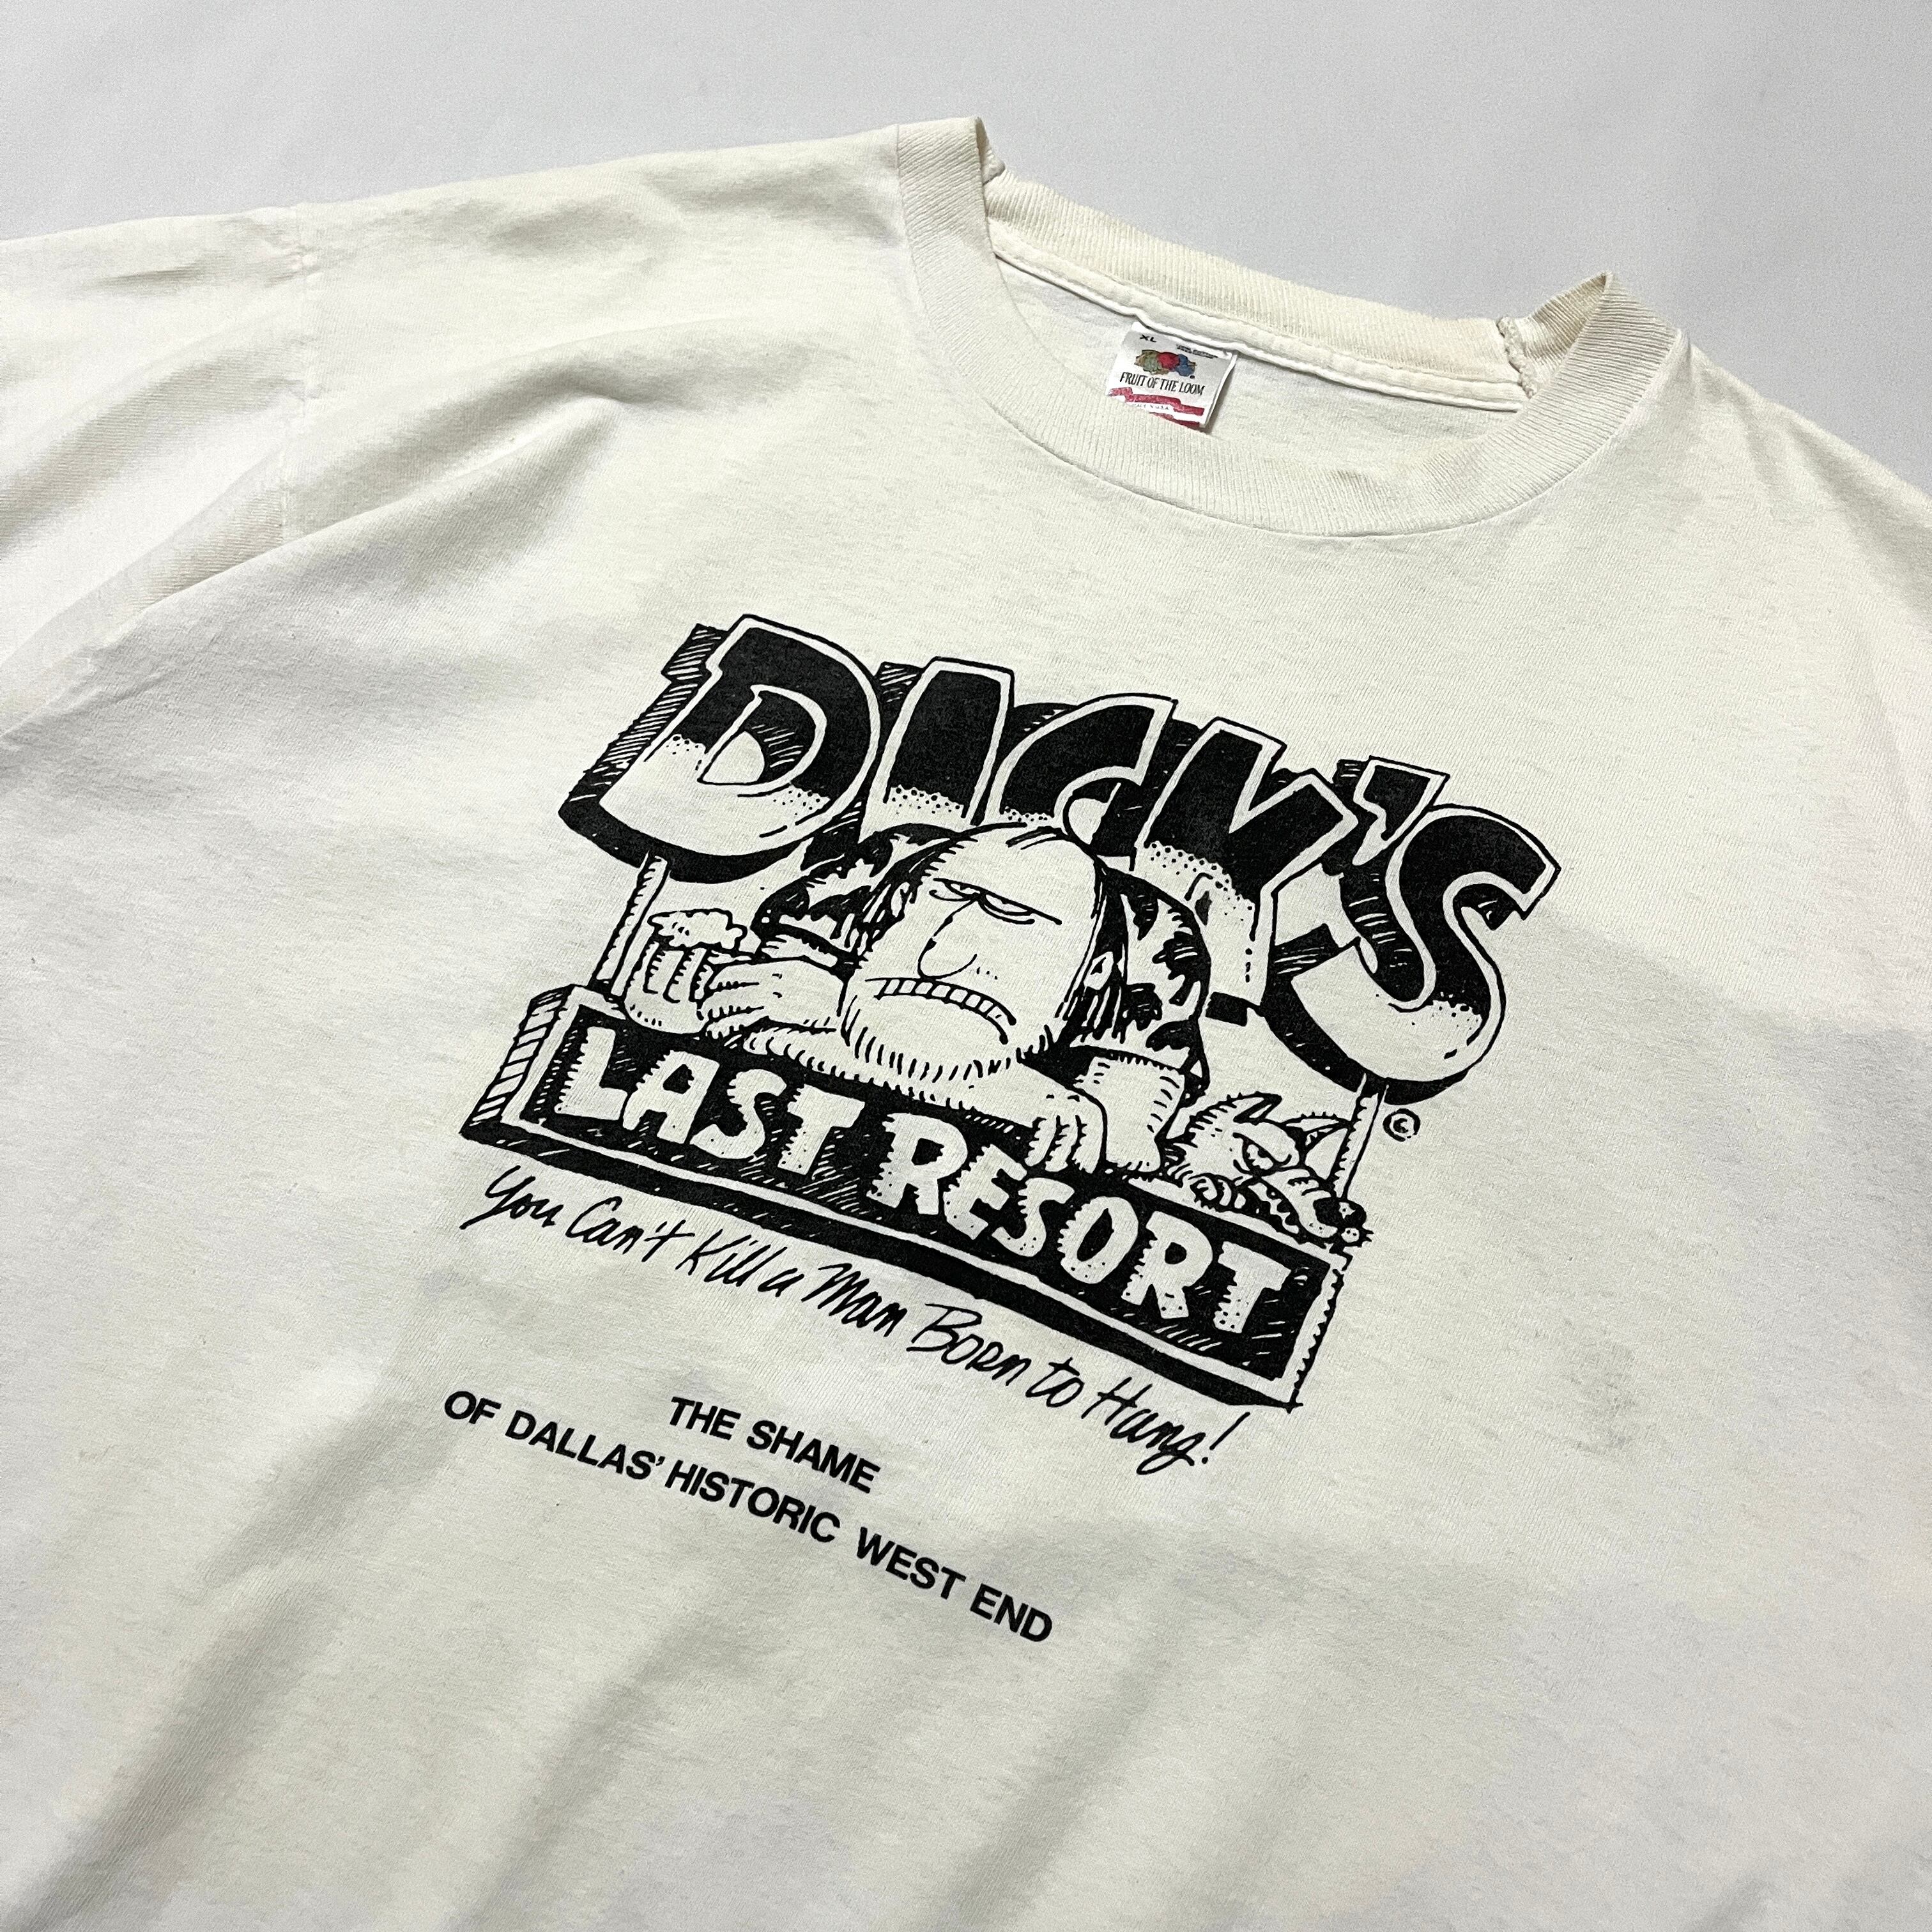 XL
FRUIT OF THE LOOM
DICK'S
LAST RESORT
©
You Can't Kill a Man Born to Hang!
THE SHAME
OF DALLAS' HISTORIC WEST END